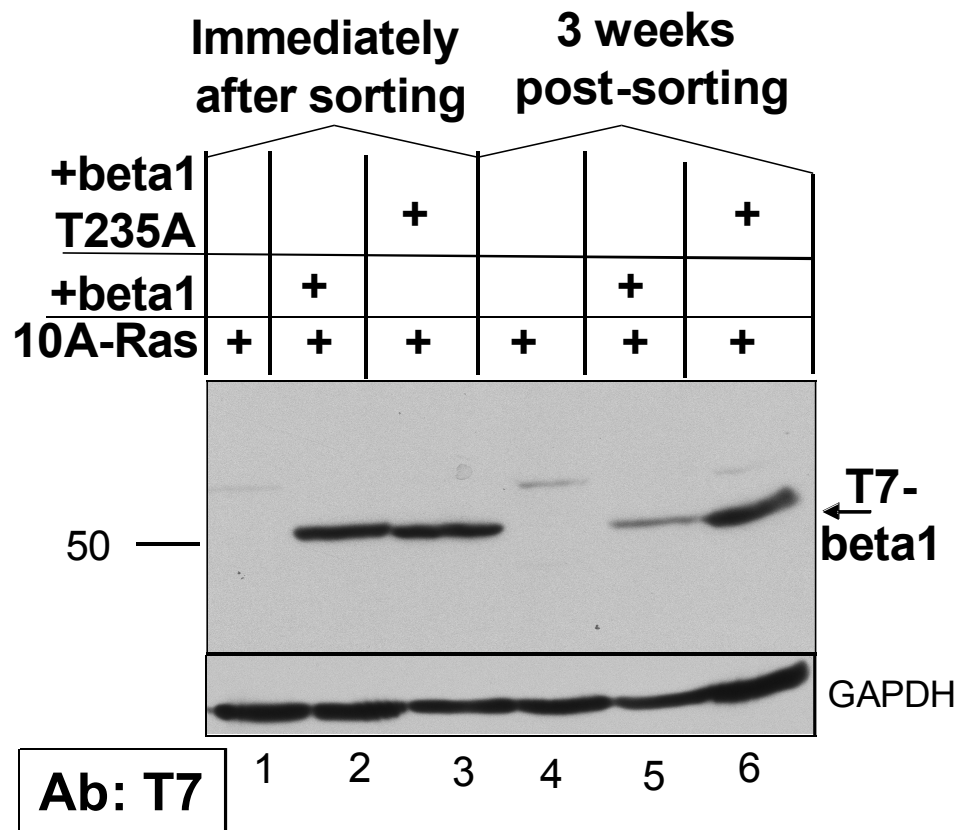 Immediately
after sorting
3 weeks
post-sorting
+beta1
T235A
+ +
+beta1
+ +
10A-Ras + + + + + +
50
T7-
beta1
GAPDH
1 2 3 4 5 6
Ab: T7